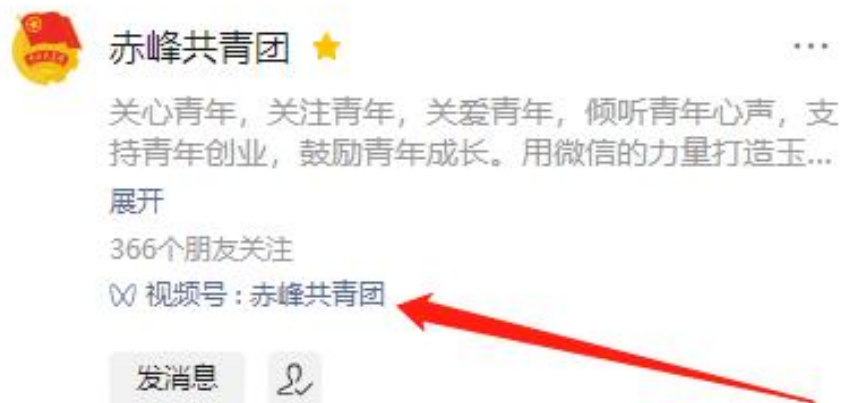 赤峰共青团
关心青年，关注青年，关爱青年，倾听青年心声，支
持青年创业，鼓励青年成长。用微信的力量打造玉...
展开
366个朋友关注
视频号：赤峰共青团
发消息